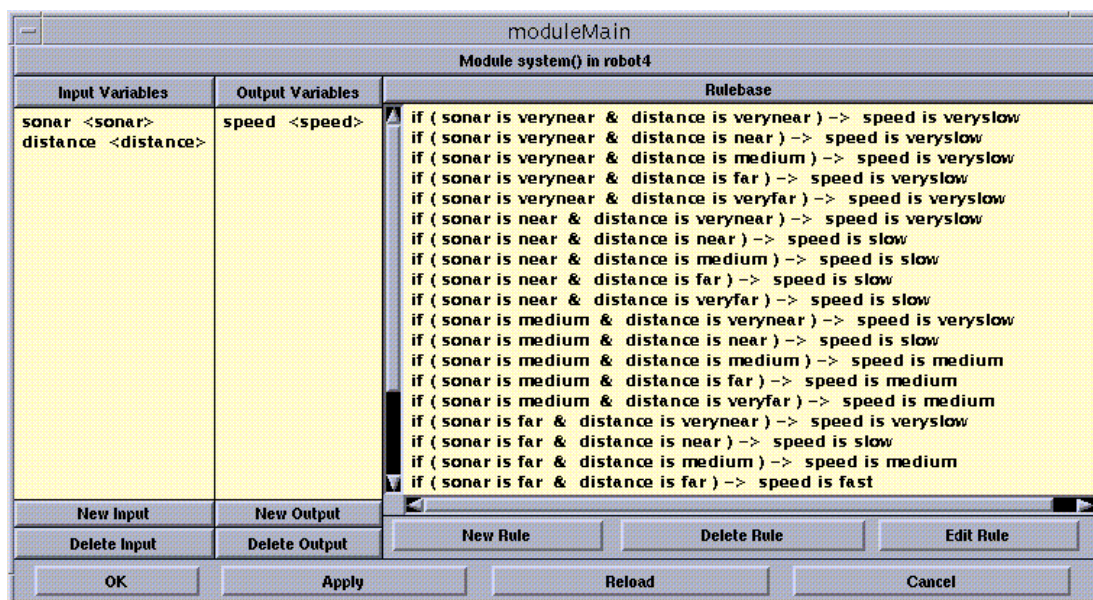 moduleMain
Module system() in robot4
Input Variables
Output Variables
Rulebase
sonar <sonar>
distance <distance>
speed <speed>
if ( sonar is verynear & distance is verynear ) -> speed is veryslow
if ( sonar is verynear & distance is near ) -> speed is veryslow
if ( sonar is verynear & distance is medium ) -> speed is veryslow
if ( sonar is verynear & distance is far ) -> speed is veryslow
if ( sonar is verynear & distance is veryfar ) -> speed is veryslow
if ( sonar is near & distance is verynear ) -> speed is veryslow
if ( sonar is near & distance is near ) -> speed is slow
if ( sonar is near & distance is medium ) -> speed is slow
if ( sonar is near & distance is far ) -> speed is slow
if ( sonar is near & distance is veryfar ) -> speed is slow
if ( sonar is medium & distance is verynear ) -> speed is veryslow
if ( sonar is medium & distance is near ) -> speed is slow
if ( sonar is medium & distance is medium ) -> speed is medium
if ( sonar is medium & distance is far ) -> speed is medium
if ( sonar is medium & distance is veryfar ) -> speed is medium
if ( sonar is far & distance is verynear ) -> speed is veryslow
if ( sonar is far & distance is near ) -> speed is slow
if ( sonar is far & distance is medium ) -> speed is medium
if ( sonar is far & distance is far ) -> speed is fast
New Input
New Output
Delete Input
Delete Output
New Rule
Delete Rule
Edit Rule
OK
Apply
Reload
Cancel